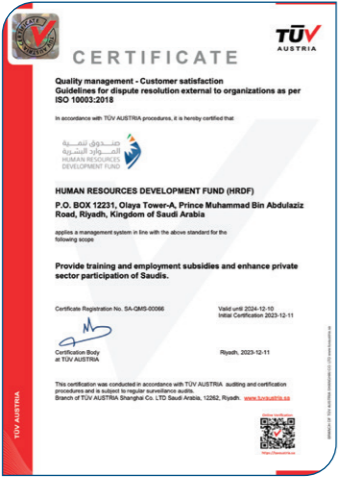 TÜV
AUSTRIA
CERTIFICATE
Quality management - Customer satisfaction
Guidelines for dispute resolution external to organizations as per
ISO 10003:2018
In accordance with TÜV AUSTRIA procedures, it is hereby certified that
صندوق تنمية
الموارد البشرية
HUMAN RESOURCES
DEVELOPMENT FUND
HUMAN RESOURCES DEVELOPMENT FUND (HRDF)
P.O. BOX 12231, Olaya Tower-A, Prince Muhammad Bin Abdulaziz
Road, Riyadh, Kingdom of Saudi Arabia
applies a management system in line with the above standard for the
following scope
Provide training and employment subsidies and enhance private
sector participation of Saudis.
Certificate Registration No. SA-QMS-00066
Valid until 2024-12-10
Initial Certification 2023-12-11
Certification Body
at TÜV AUSTRIA
Riyadh, 2023-12-11
This certification was conducted in accordance with TÜV AUSTRIA auditing and certification
procedures and is subject to regular surveillance audits.
Branch of TÜV AUSTRIA Shanghai Co. LTD Saudi Arabia, 12262, Riyadh. www.tuvaustria.com
TÜV AUSTRIA